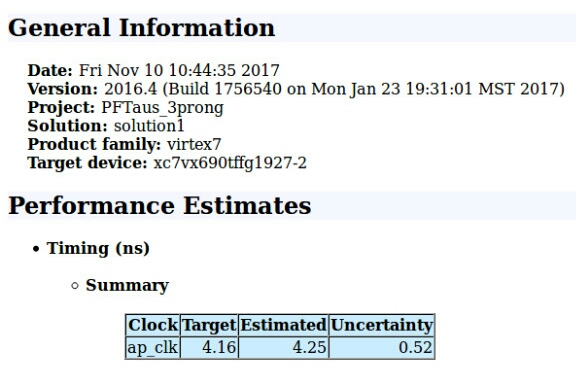 General Information
Date: Fri Nov 10 10:44:35 2017
Version: 2016.4 (Build 1756540 on Mon Jan 23 19:31:01 MST 2017)
Project: PFTaus_3prong
Solution: solution1
Product family: virtex7
Target device: xc7vx690tffg1927-2
Performance Estimates
Timing (ns)
Summary
Clock Target Estimated Uncertainty
ap_clk 4.16 4.25 0.52